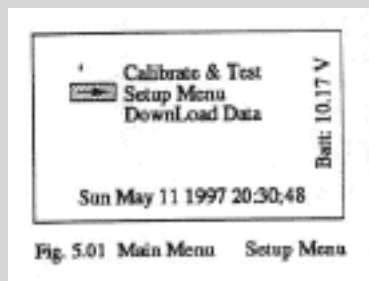 Calibrate & Test
Setup Menu
DownLoad Data
Batt: 10.17 V
Sun May 11 1997 20:30;48
Fig. 5.01 Main Menu Setup Menu